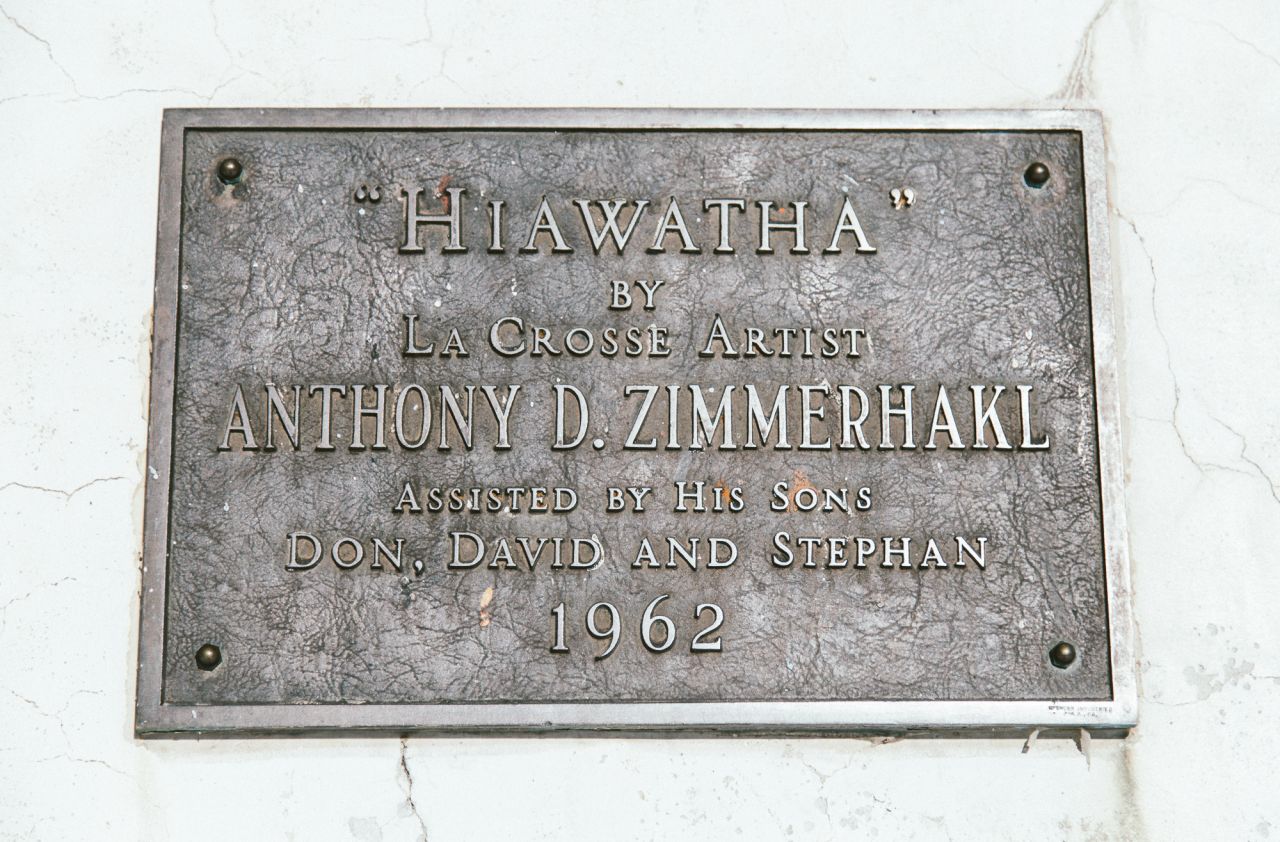 "HIAWATHA"
BY
LA CROSSE ARTIST
ANTHONY D. ZIMMERHAKL
ASSISTED BY HIS SONS
DON, DAVID AND STEPHAN
1962